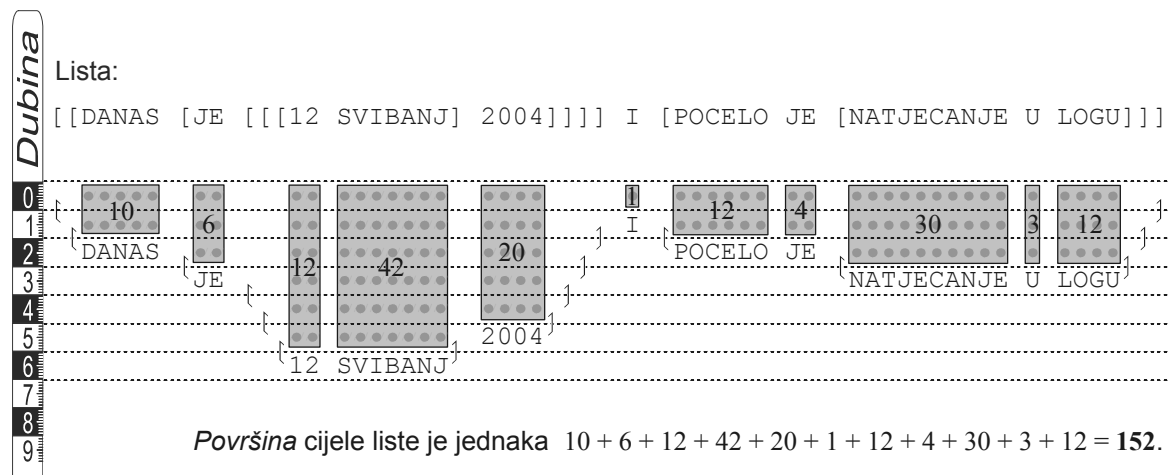 Dubina
Lista:
[[DANAS [JE [[[12 SVIBANJ] 2004]]]] I [POCELO JE [NATJECANJE U LOGU]]]
0
1
2
3
4
5
6
7
8
9
10 6 12 42 20 1 12 4 30 3 12
[ ]
I
[DANAS ] [POCELO JE ]
[JE ] [NATJECANJE U LOGU]
[ ]
[ 2004]
[12 SVIBANJ]
Površina cijele liste je jednaka 10 + 6 + 12 + 42 + 20 + 1 + 12 + 4 + 30 + 3 + 12 = 152.